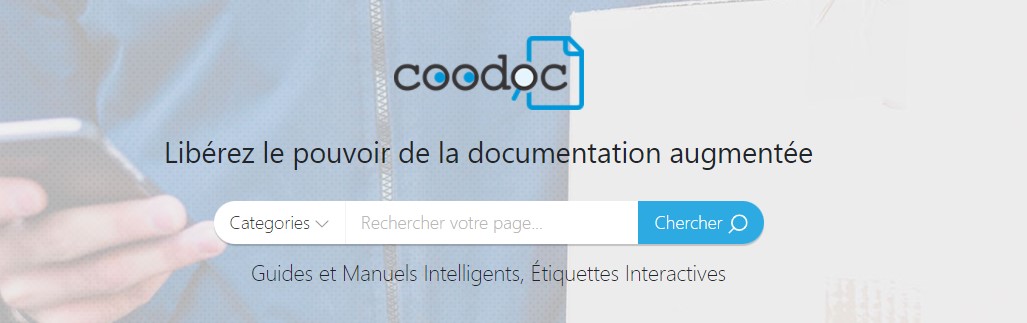 coodoc
Libérez le pouvoir de la documentation augmentée
Categories
Rechercher votre page...
Chercher
Guides et Manuels Intelligents, Étiquettes Interactives